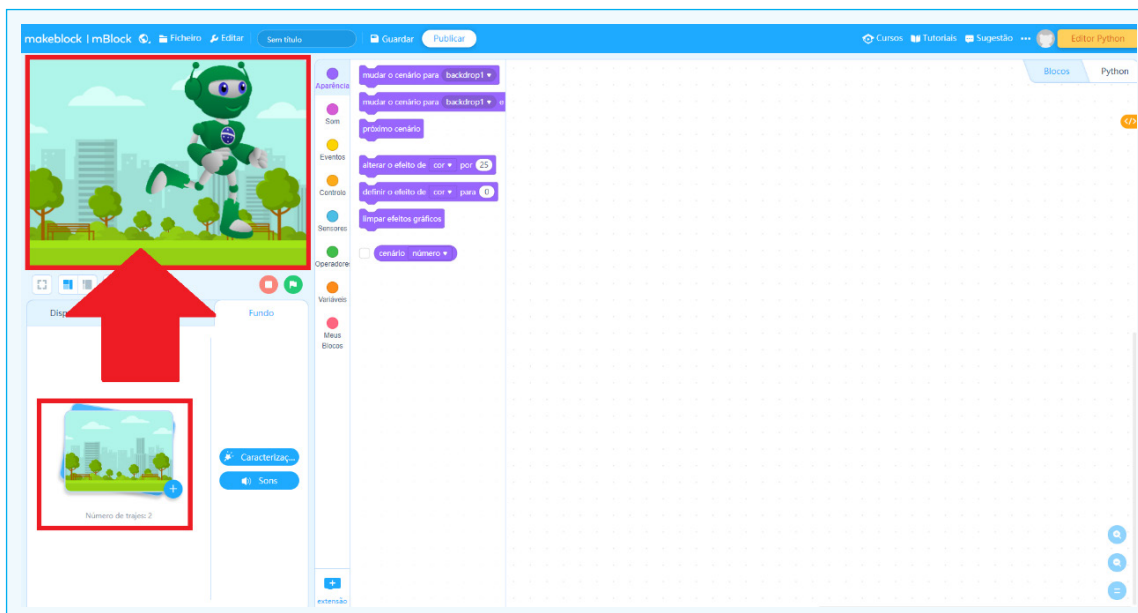 makeblock | mBlock Ficheiro Editar Sem título Guardar Publicar Cursos Tutoriais Sugestão Editor Python
Blocos Python
Aparência
Som
Eventos
Controlo
Sensores
Operadores
Variáveis
Meus
Blocos
extensão
mudar o cenário para backdrop1
mudar o cenário para backdrop1 e
próximo cenário
alterar o efeito de cor por 25
definir o efeito de cor para 0
limpar efeitos gráficos
cenário número
Fundo
Caracterizaç...
Sons
Número de trajes: 2